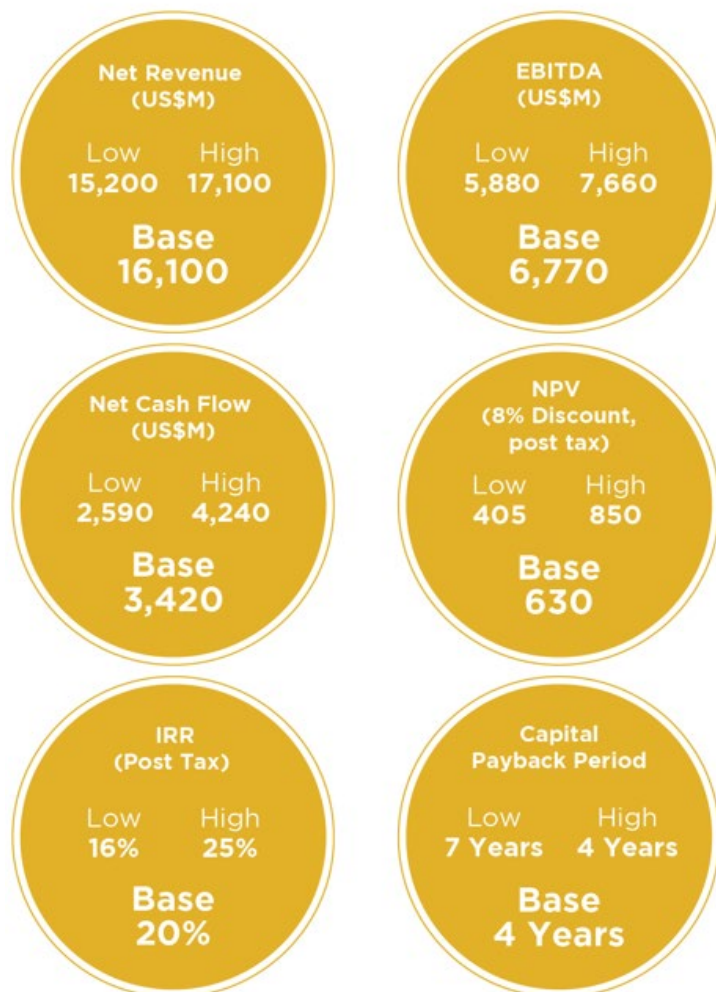 Net Revenue
(US$M)
Low High
15,200 17,100
Base
16,100
EBITDA
(US$M)
Low High
5,880 7,660
Base
6,770
Net Cash Flow
(US$M)
Low High
2,590 4,240
Base
3,420
NPV
(8% Discount,
post tax)
Low High
405 850
Base
630
IRR
(Post Tax)
Low High
16% 25%
Base
20%
Capital
Payback Period
Low High
7 Years 4 Years
Base
4 Years